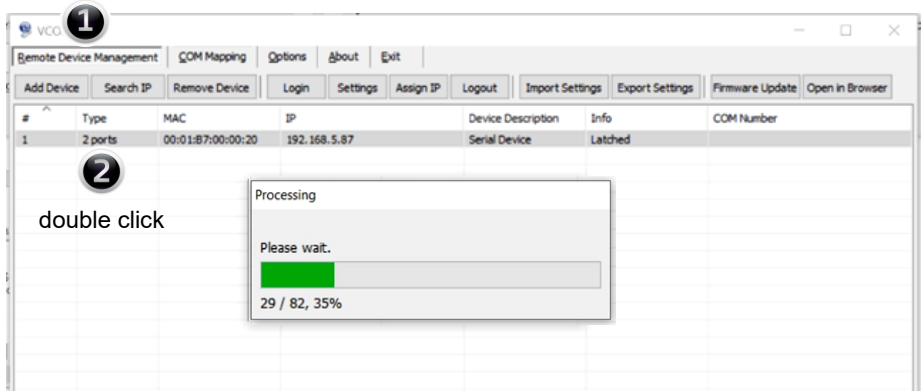 1
VCO
Remote Device Management COM Mapping Options About Exit
Add Device Search IP Remove Device Login Settings Assign IP Logout Import Settings Export Settings Firmware Update Open in Browser
# Type MAC IP Device Description Info COM Number
1 2 ports 00:01:B7:00:00:20 192.168.5.87 Serial Device Latched
2
double click
Processing
Please wait.
29 / 82, 35%